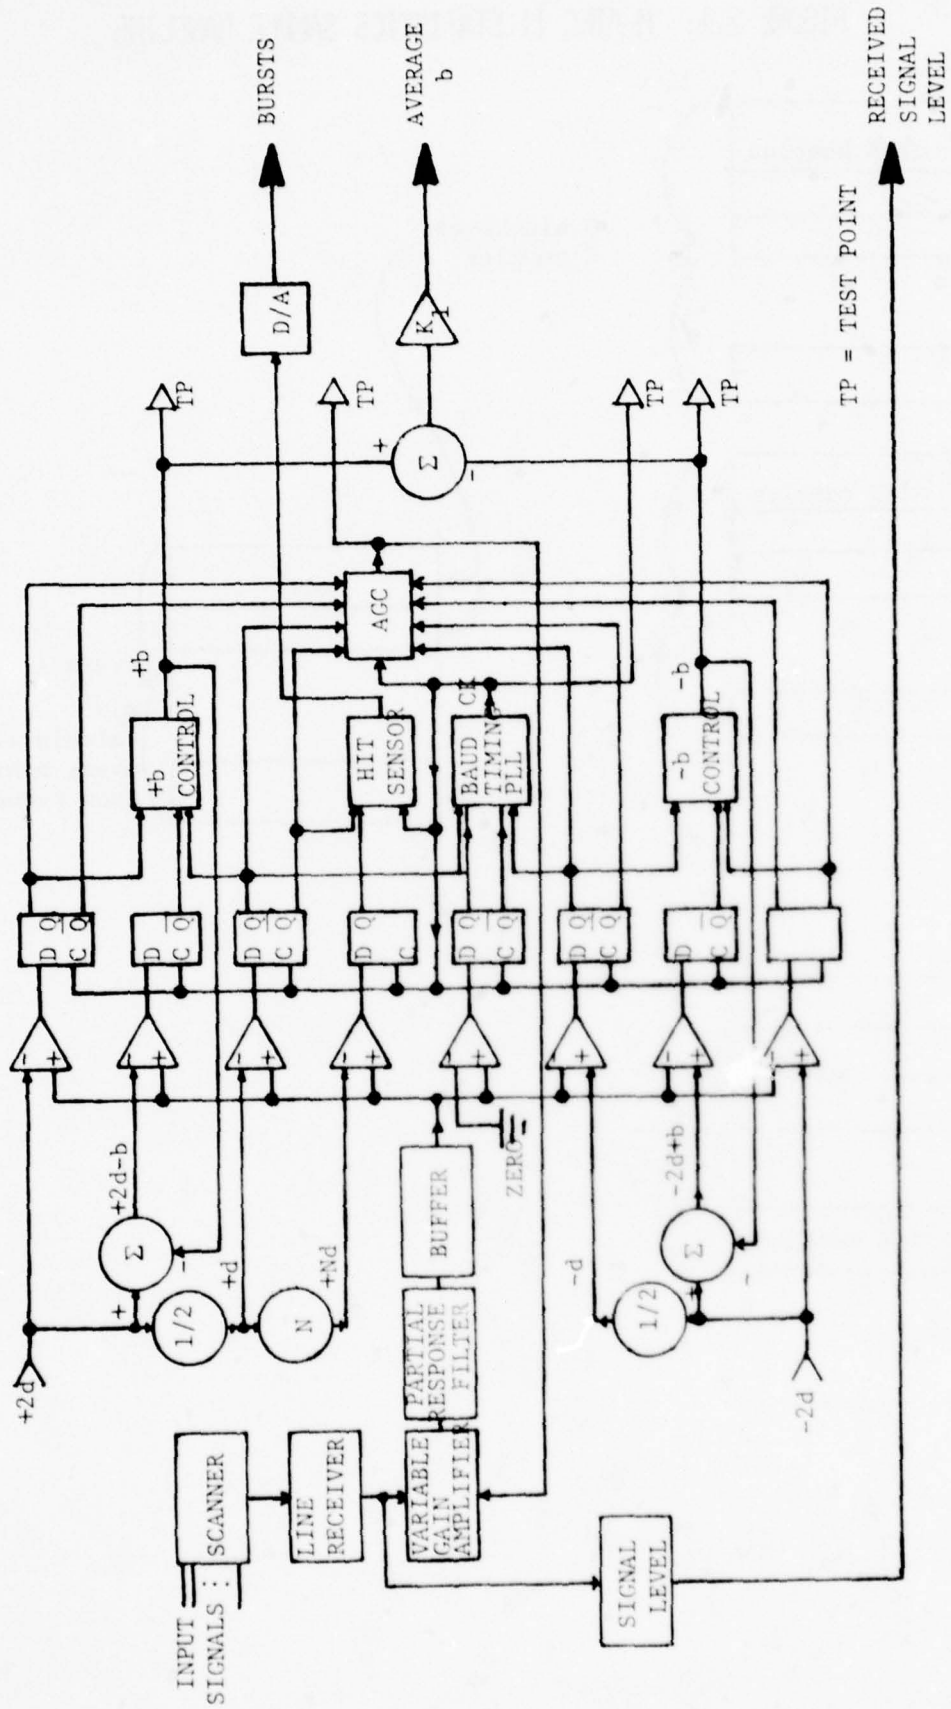 INPUT
SIGNALS :
SCANNER
LINE
RECEIVER
VARIABLE
GAIN
AMPLIFIER
PARTIAL
RESPONSE
FILTER
BUFFER
SIGNAL
LEVEL
+2d
+
1/2
Σ
-
+2d-b
+d
N
+Nd
ZERO
-d
1/2
+
Σ
-
-2d+b
-2d
-
+
-
+
-
+
-
+
-
+
-
+
-
+
-
+
D Q
C Q
D
C Q
D Q
C Q
D Q
C
D Q
C Q
D Q
C Q
D
C Q
+b
CONTROL
+b
HIT
SENSOR
BAUD
TIMING
PLL
CK
-b
CONTROL
-b
AGC
+
Σ
-
K1
D/A
TP
TP
TP
TP
BURSTS
AVERAGE
b
TP = TEST POINT
RECEIVED
SIGNAL
LEVEL